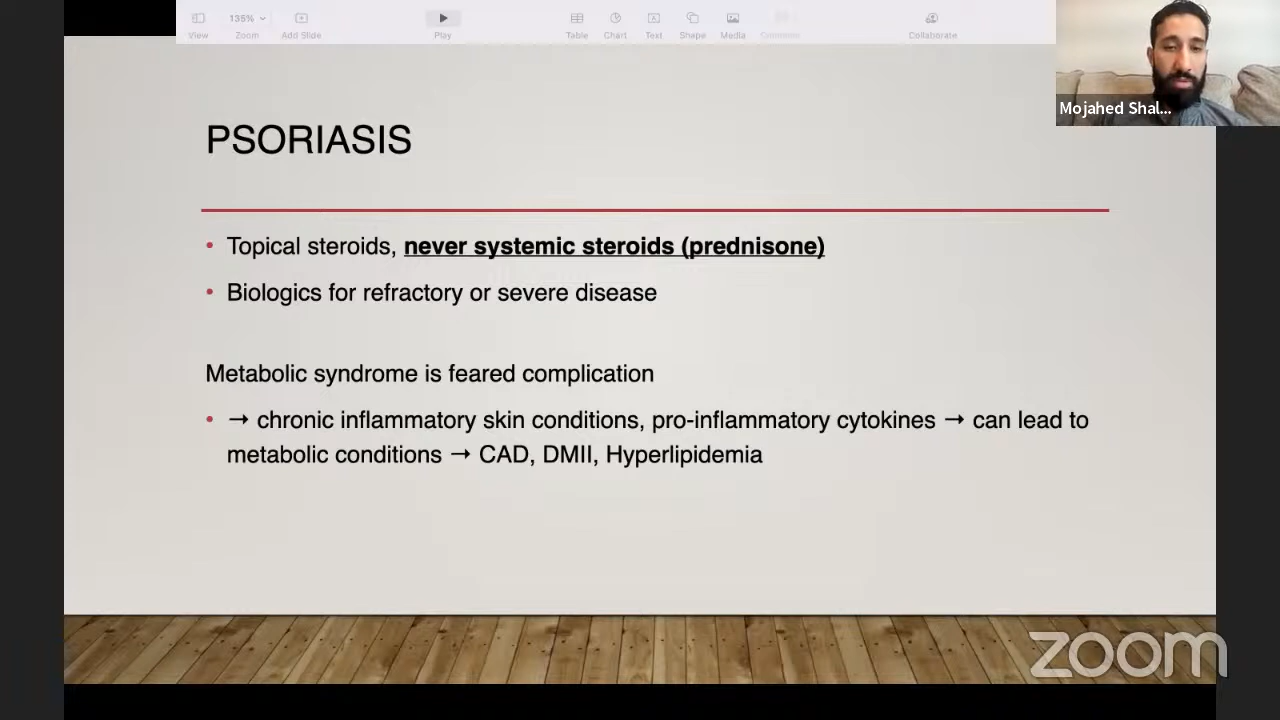 135%
View
Zoom
Add Slide
Play
Table
Chart
Text
Shape
Media
Comment
Collaborate
Mojahed Shal...
PSORIASIS
• Topical steroids, never systemic steroids (prednisone)
• Biologics for refractory or severe disease
Metabolic syndrome is feared complication
• → chronic inflammatory skin conditions, pro-inflammatory cytokines → can lead to
metabolic conditions → CAD, DMII, Hyperlipidemia
zoom